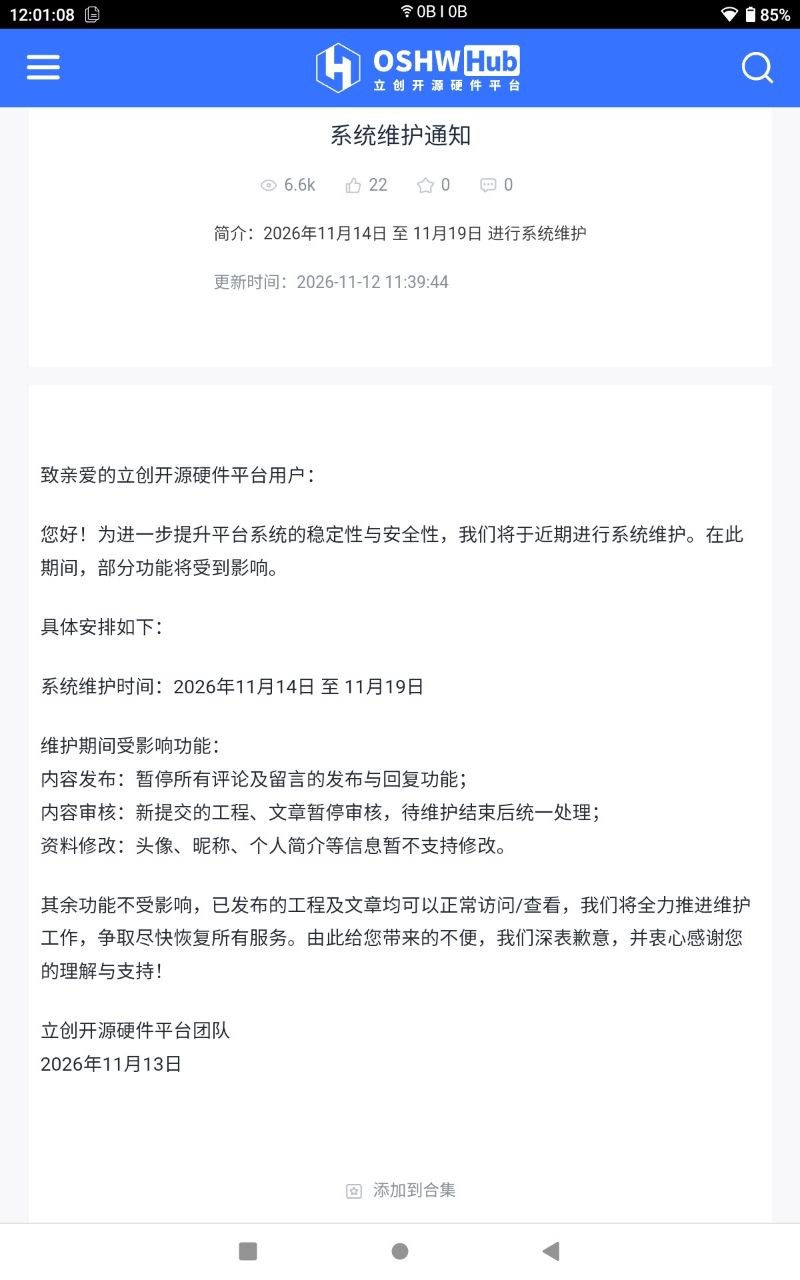 12:01:08
0B | 0B
85%
OSHWHub
立创开源硬件平台
系统维护通知
6.6k 22 0 0
简介：2026年11月14日 至 11月19日 进行系统维护
更新时间：2026-11-12 11:39:44
致亲爱的立创开源硬件平台用户：
您好！为进一步提升平台系统的稳定性与安全性，我们将于近期进行系统维护。在此
期间，部分功能将受到影响。
具体安排如下：
系统维护时间：2026年11月14日 至 11月19日
维护期间受影响功能：
内容发布：暂停所有评论及留言的发布与回复功能；
内容审核：新提交的工程、文章暂停审核，待维护结束后统一处理；
资料修改：头像、昵称、个人简介等信息暂不支持修改。
其余功能不受影响，已发布的工程及文章均可以正常访问/查看，我们将全力推进维护
工作，争取尽快恢复所有服务。由此给您带来的不便，我们深表歉意，并衷心感谢您
的理解与支持！
立创开源硬件平台团队
2026年11月13日
添加到合集